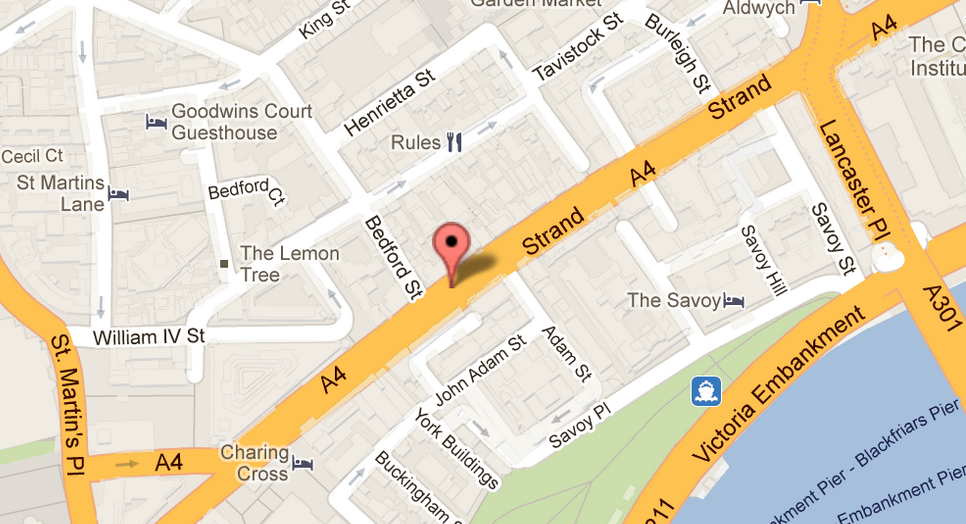 King St
Garden Market
Aldwych
A4
The C
Institu
Tavistock St
Burleigh St
Henrietta St
Strand
Goodwins Court
Guesthouse
Rules
Lancaster Pl
Cecil Ct
St Martins
Lane
Bedford Ct
A4
Bedford St
Strand
Savoy St
Savoy Hill
The Lemon
Tree
The Savoy
A301
William IV St
St. Martin's Pl
A4
John Adam St
Adam St
Victoria Embankment
Savoy Pl
York Buildings
A4
Charing
Cross
Buckingham
kment Pier - Blackfriars Pier
Embankment Pier
211